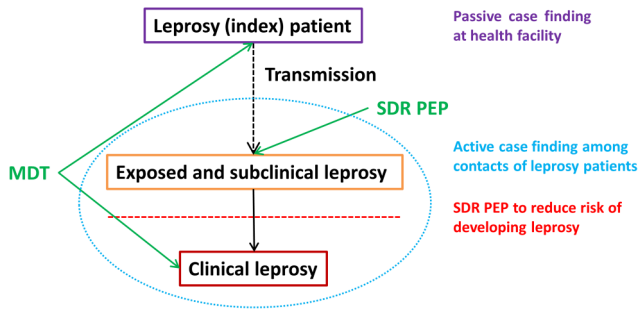 Leprosy (index) patient
Passive case finding
at health facility
Transmission
SDR PEP
MDT
Exposed and subclinical leprosy
Active case finding among
contacts of leprosy patients
SDR PEP to reduce risk of
developing leprosy
Clinical leprosy